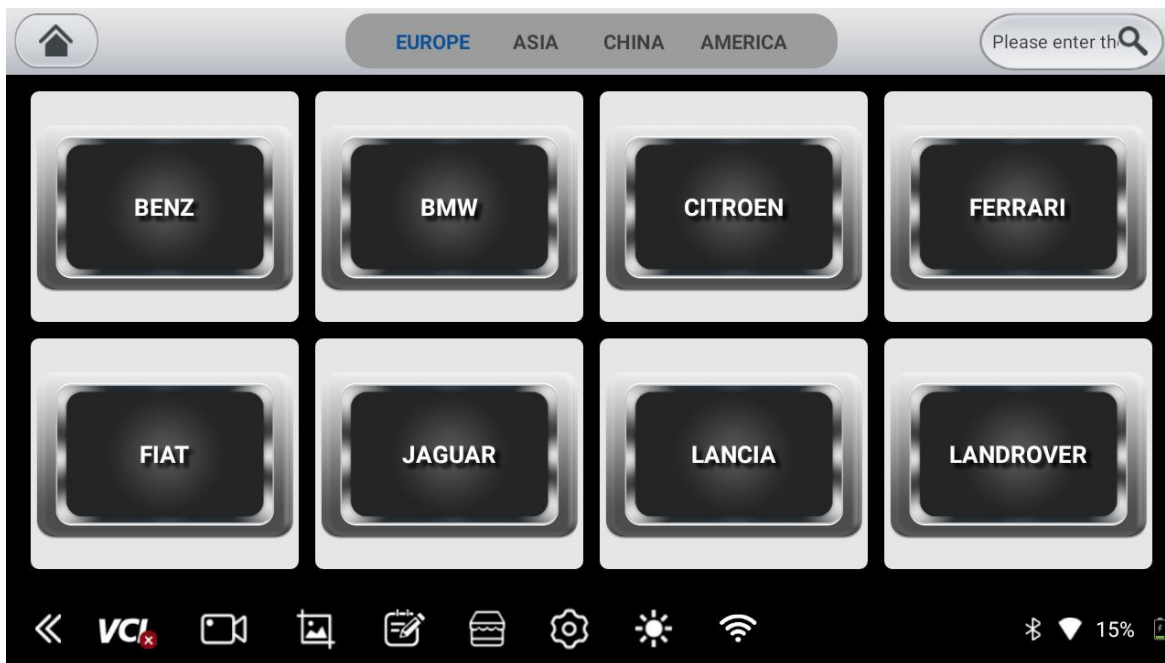 EUROPE ASIA CHINA AMERICA Please enter th
BENZ BMW CITROEN FERRARI
FIAT JAGUAR LANCIA LANDROVER
VCI 15%